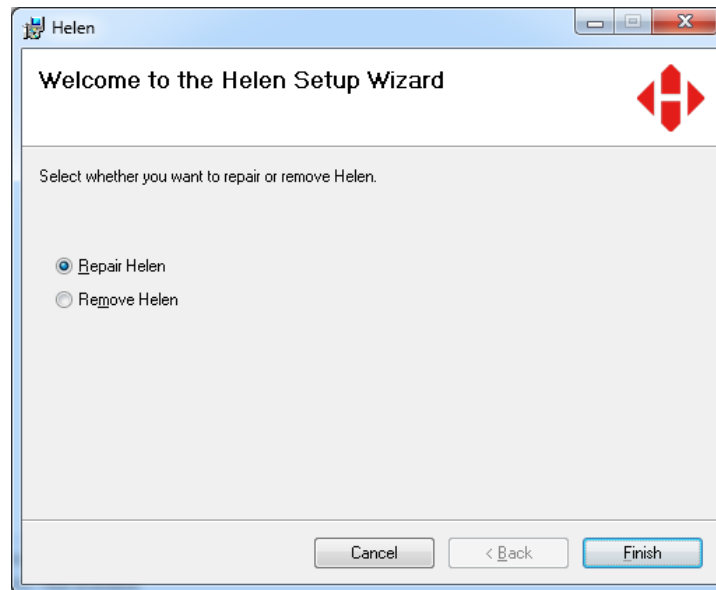 Helen
Welcome to the Helen Setup Wizard
Select whether you want to repair or remove Helen.
Repair Helen
Remove Helen
Cancel
< Back
Finish